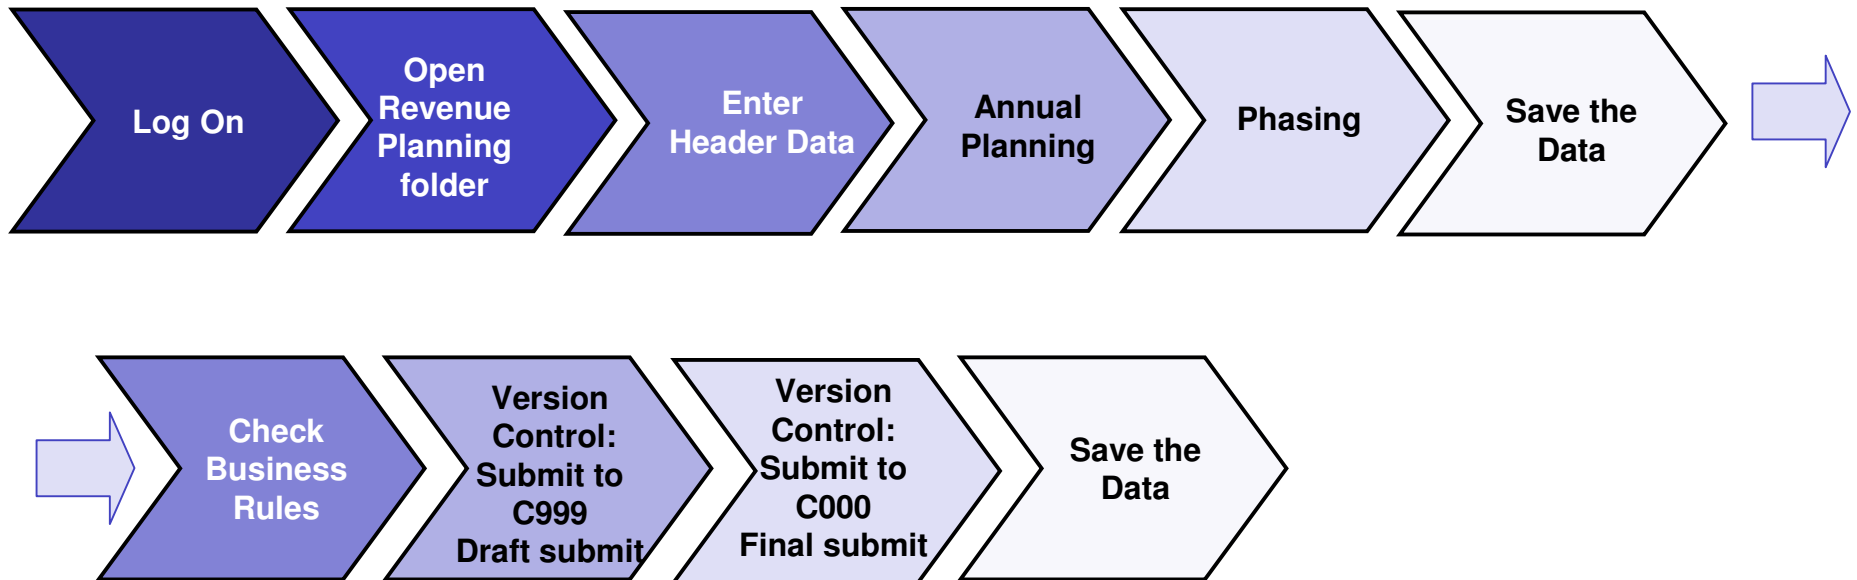 Log On
Open
Revenue
Planning
folder
Enter
Header Data
Annual
Planning
Phasing
Save the
Data
Check
Business
Rules
Version
Control:
Submit to
C999
Draft submit
Version
Control:
Submit to
C000
Final submit
Save the
Data